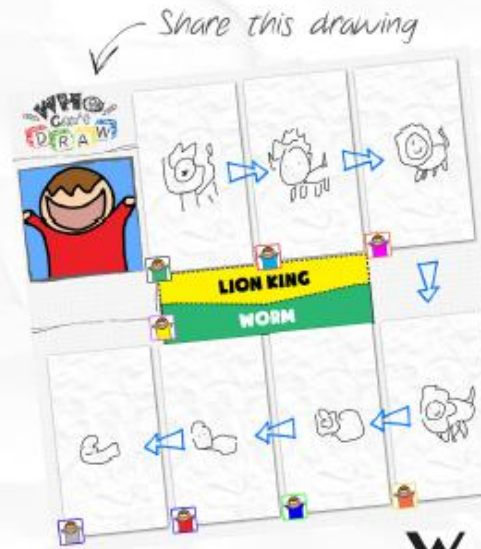 Share this drawing
WHO!
CAN'T
DRAW
LION KING
WORM
W